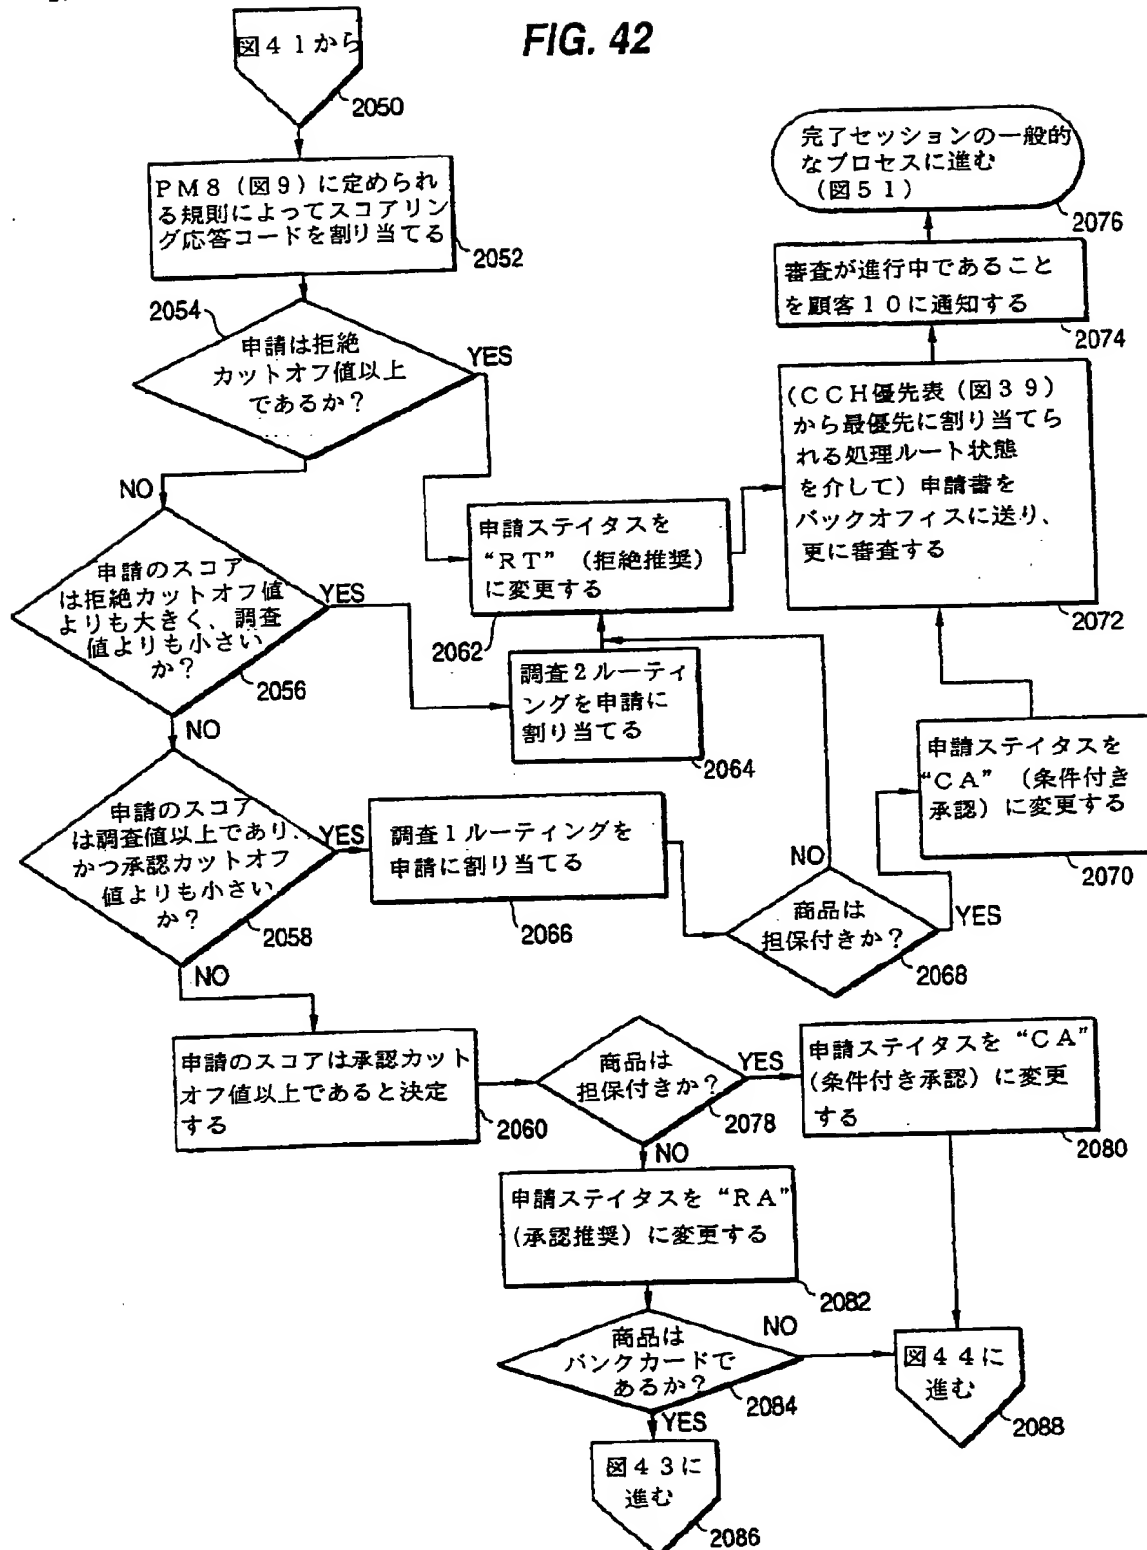 FIG. 42
図４１から
2050
ＰＭ８（図９）に定められ
る規則によってスコアリン
グ応答コードを割り当てる
2052
2054
申請は拒絶
カットオフ値以上
であるか？
YES
NO
申請のスコア
は拒絶カットオフ値
よりも大きく、調査
値よりも小さい
か？
YES
2056
NO
申請のスコア
は調査値以上であり、
かつ承認カットオフ
値よりも小さい
か？
YES
2058
NO
申請のスコアは承認カット
オフ値以上であると決定
する
2060
申請ステイタスを
“ＲＴ”（拒絶推奨）
に変更する
2062
調査２ルーティ
ングを申請に
割り当てる
2064
調査１ルーティングを
申請に割り当てる
2066
商品は
担保付きか？
NO
YES
2068
申請ステイタスを
“ＣＡ”（条件付き
承認）に変更する
2070
（ＣＣＨ優先表（図３９）
から最優先に割り当てら
れる処理ルート状態
を介して）申請書を
バックオフィスに送り、
更に審査する
2072
審査が進行中であること
を顧客１０に通知する
2074
完了セッションの一般的
なプロセスに進む
（図５１）
2076
商品は
担保付きか？
YES
2078
NO
申請ステイタスを“ＣＡ”
（条件付き承認）に変更
する
2080
申請ステイタスを“ＲＡ”
（承認推奨）に変更する
2082
商品は
バンクカードで
あるか？
NO
2084
YES
図４３に
進む
2086
図４４に
進む
2088